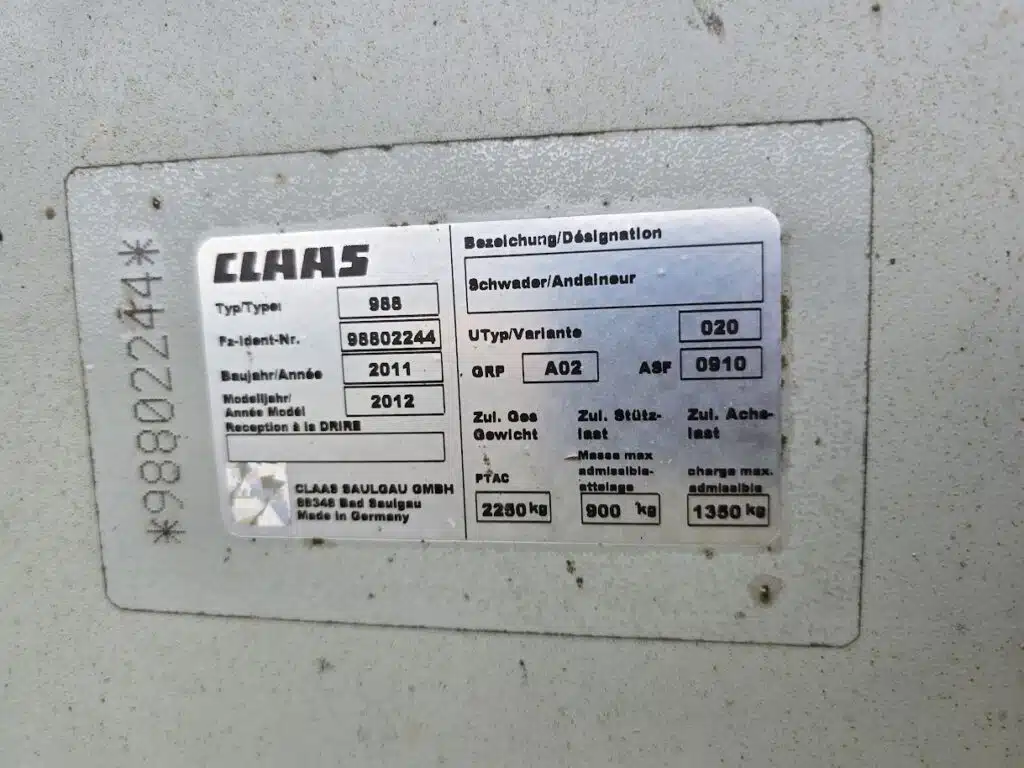 *98802244*
CLAAS
Typ/Type: 988
Fz-Ident-Nr. 98802244
Baujahr/Année 2011
Modelljahr/
Année Modél 2012
Reception à la DRIRE
CLAAS SAULGAU GMBH
88348 Bad Saulgau
Made in Germany
Bezeichung/Désignation
Schwader/Andaineur
UTyp/Variante 020
GRP A02 ASF 0910
Zul. Ges Zul. Stütz- Zul. Achs-
Gewicht last last
Masse max
PTAC admissible- charge max.
attelage admissible
2250 kg 900 kg 1350 kg